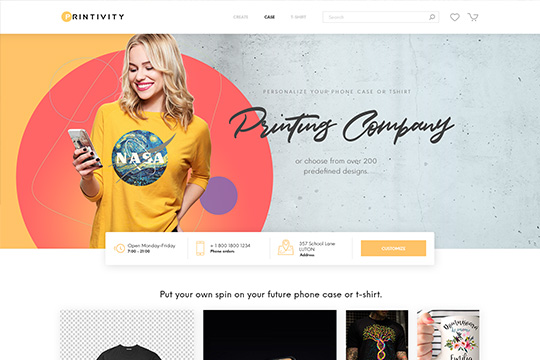 PRINTIVITY
CREATE CASE T-SHIRT Search
PERSONALIZE YOUR PHONE CASE OR TSHIRT
Printing Company
or choose from over 200
predefined designs.
NASA
Open Monday-Friday
7:00 - 21:00
+ 1 800 1800 1234
Phone orders
357 School Lane
LUTON
Address
CUSTOMIZE
Put your own spin on your future phone case or t-shirt.